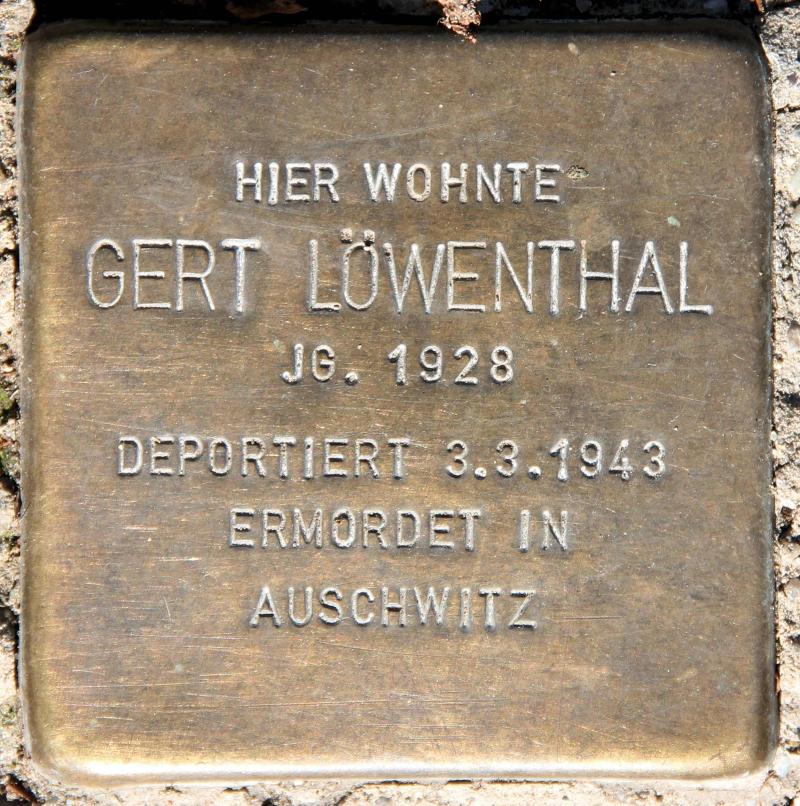 HIER WOHNTE
GERT LÖWENTHAL
JG. 1928
DEPORTIERT 3.3.1943
ERMORDET IN
AUSCHWITZ